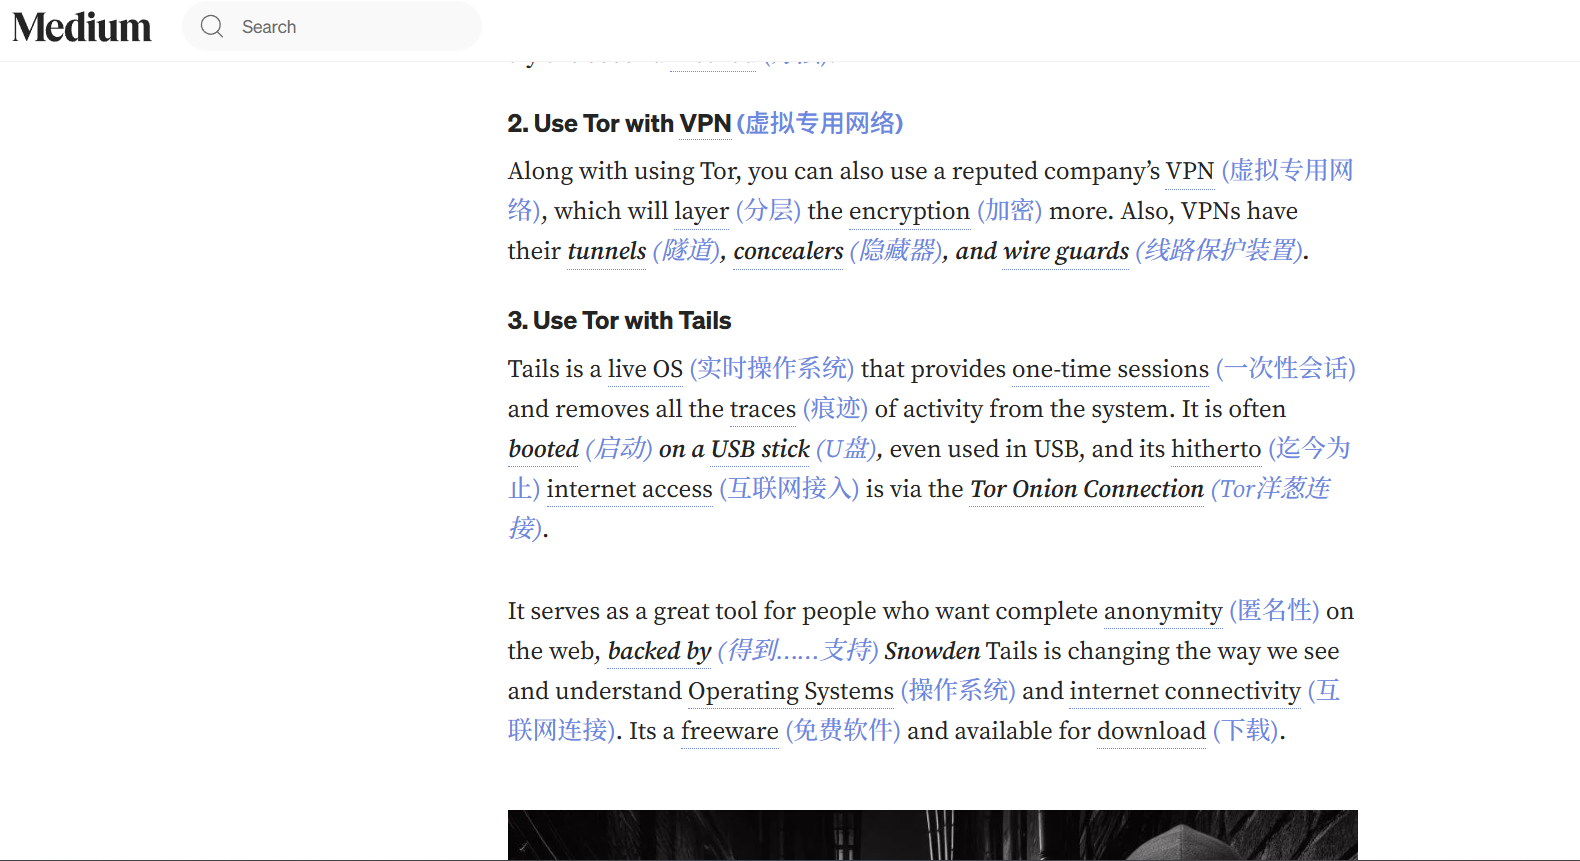 Medium
Search
2. Use Tor with VPN (虚拟专用网络)
Along with using Tor, you can also use a reputed company’s VPN (虚拟专用网
络), which will layer (分层) the encryption (加密) more. Also, VPNs have
their tunnels (隧道), concealers (隐藏器), and wire guards (线路保护装置).
3. Use Tor with Tails
Tails is a live OS (实时操作系统) that provides one-time sessions (一次性会话)
and removes all the traces (痕迹) of activity from the system. It is often
booted (启动) on a USB stick (U盘), even used in USB, and its hitherto (迄今为
止) internet access (互联网接入) is via the Tor Onion Connection (Tor洋葱连
接).
It serves as a great tool for people who want complete anonymity (匿名性) on
the web, backed by (得到……支持) Snowden Tails is changing the way we see
and understand Operating Systems (操作系统) and internet connectivity (互
联网连接). Its a freeware (免费软件) and available for download (下载).